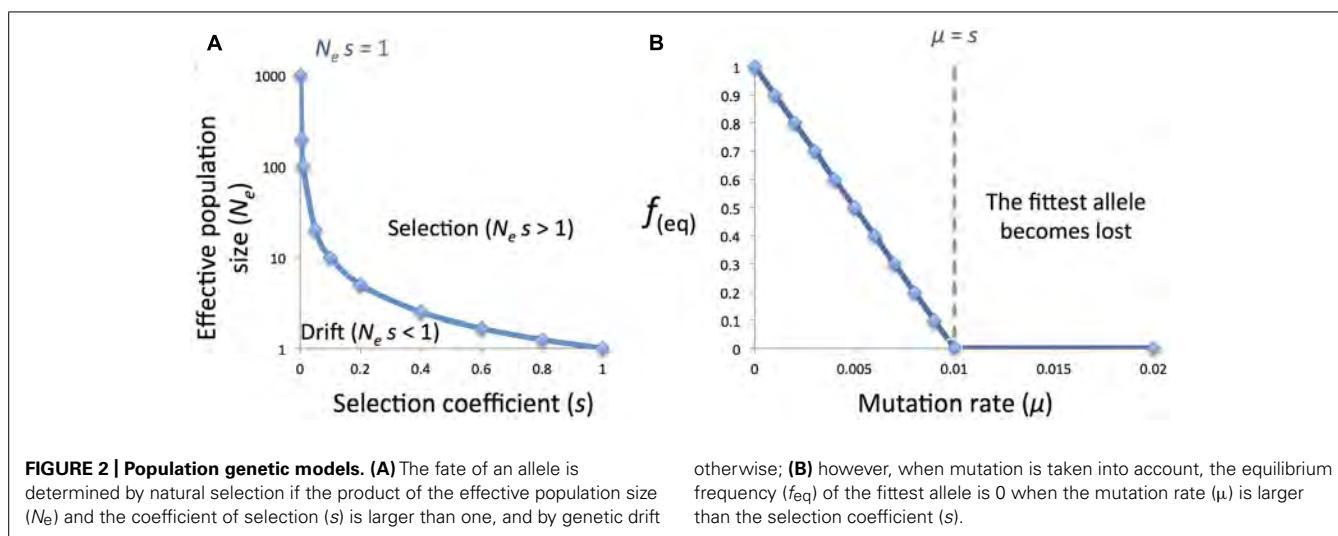 A
N_e s = 1
1000
100
10
1
Effective population
size (N_e)
Selection (N_e s > 1)
Drift (N_e s < 1)
0
0.2
0.4
0.6
0.8
1
Selection coefficient (s)
B
μ = s
1
0.9
0.8
0.7
0.6
0.5
0.4
0.3
0.2
0.1
0
f(eq)
The fittest allele
becomes lost
0
0.005
0.01
0.015
0.02
Mutation rate (μ)
FIGURE 2 | Population genetic models. (A) The fate of an allele is
determined by natural selection if the product of the effective population size
(Ne) and the coefficient of selection (s) is larger than one, and by genetic drift
otherwise; (B) however, when mutation is taken into account, the equilibrium
frequency (feq) of the fittest allele is 0 when the mutation rate (μ) is larger
than the selection coefficient (s).